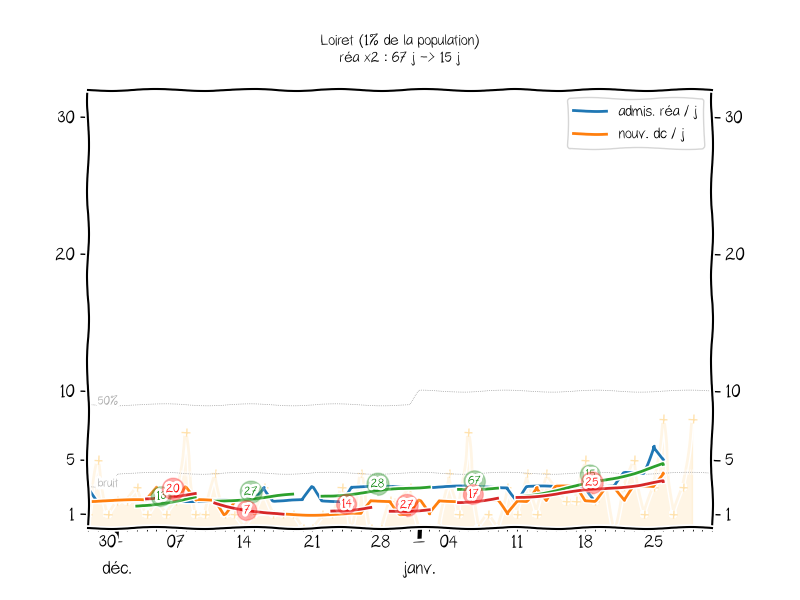 Loiret (1% de la population)
réa x2 : 67 j -> 15 j
admis. réa / j
nouv. dc / j
30 30
20 20
10 10
50%
5 5
bruit
1 1
20 27 28 67 15
7 14 27 17 25
30 07 14 21 28 04 11 18 25
déc. janv.